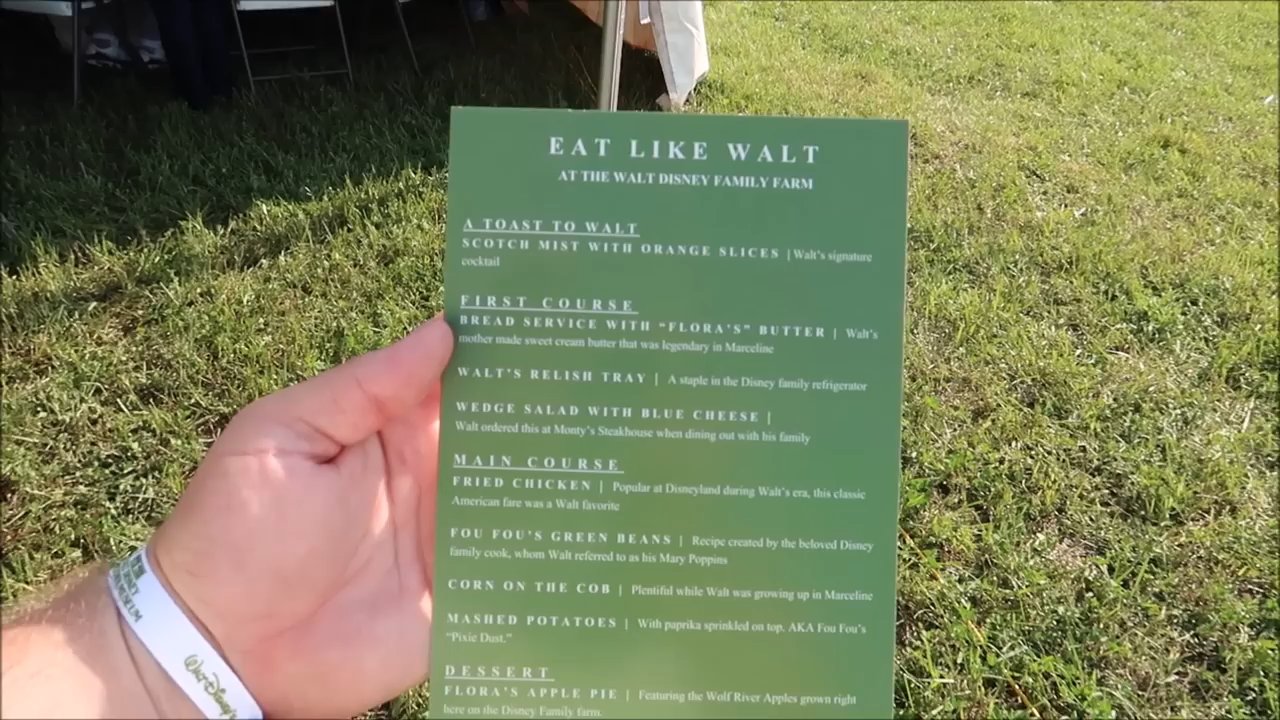 EAT LIKE WALT
AT THE WALT DISNEY FAMILY FARM
A TOAST TO WALT
SCOTCH MIST WITH ORANGE SLICES | Walt's signature
cocktail
FIRST COURSE
BREAD SERVICE WITH “FLORA'S” BUTTER | Walt's
mother made sweet cream butter that was legendary in Marceline
WALT'S RELISH TRAY | A staple in the Disney family refrigerator
WEDGE SALAD WITH BLUE CHEESE |
Walt ordered this at Monty's Steakhouse when dining out with his family
MAIN COURSE
FRIED CHICKEN | Popular at Disneyland during Walt's era, this classic
American fare was a Walt favorite
FOU FOU'S GREEN BEANS | Recipe created by the beloved Disney
family cook, whom Walt referred to as his Mary Poppins
CORN ON THE COB | Plentiful while Walt was growing up in Marceline
MASHED POTATOES | With paprika sprinkled on top. AKA Fou Fou's
“Pixie Dust.”
DESSERT
FLORA'S APPLE PIE | Featuring the Wolf River Apples grown right
here on the Disney Family farm.
Walt Disney